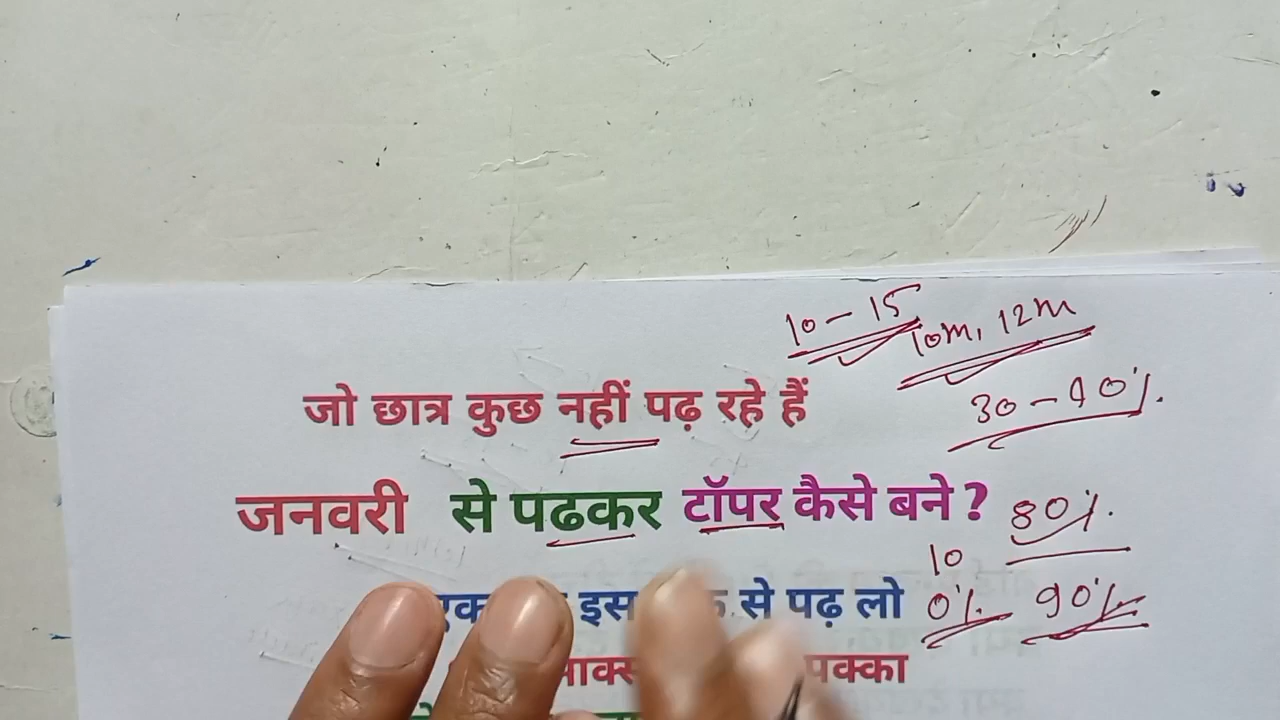 10-15
10m, 12m
30-40%.
जो छात्र कुछ नहीं पढ़ रहे हैं
जनवरी से पढकर टॉपर कैसे बने ?
80%.
10
से पढ़ लो
0%. 90%.
पक्का